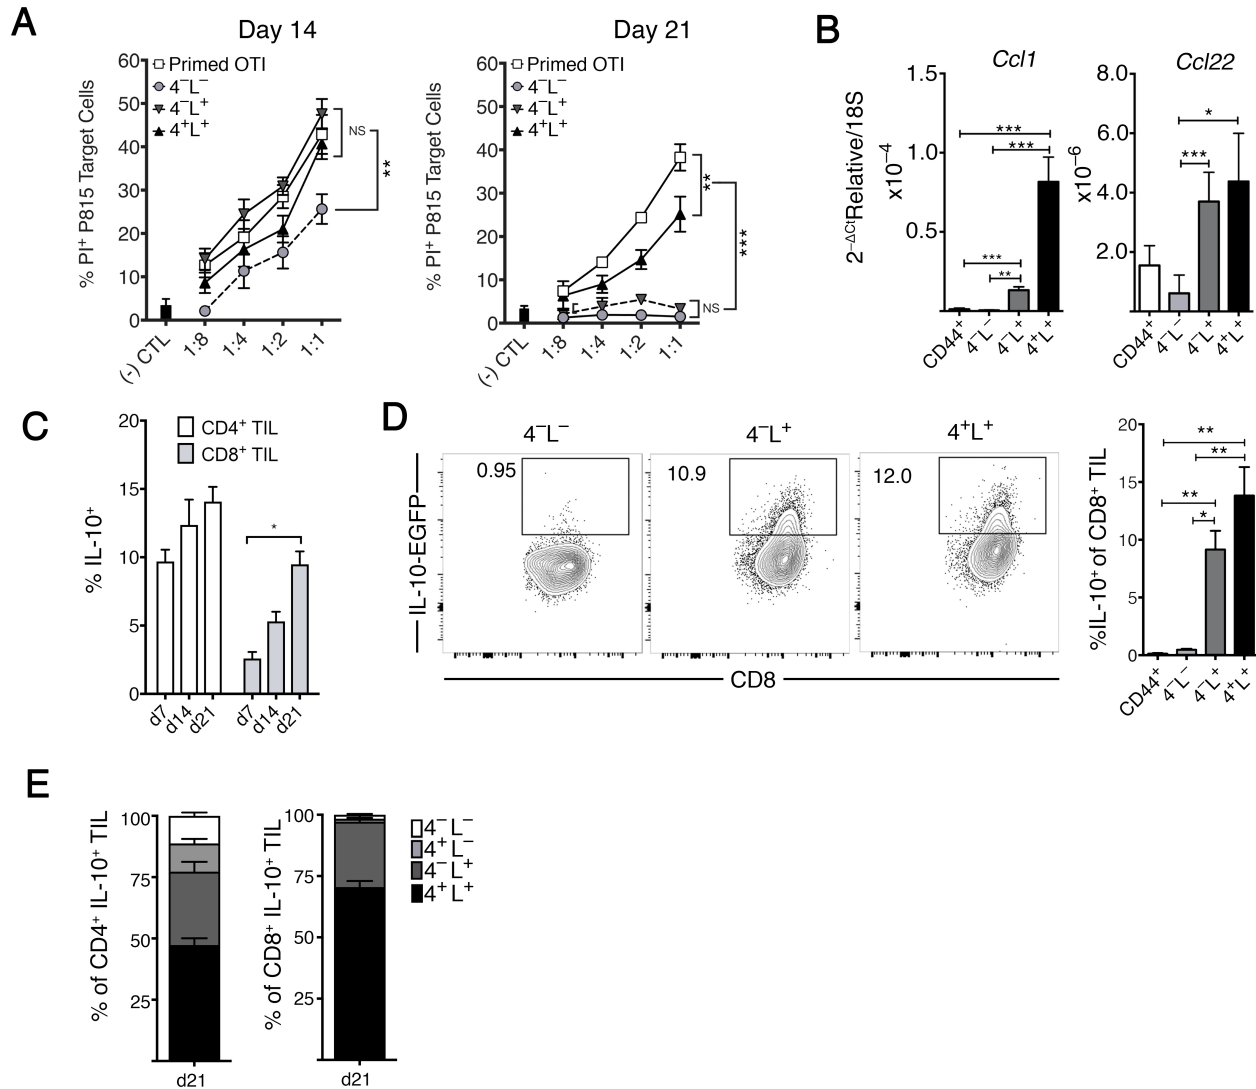 A
Day 14
% PI⁺ P815 Target Cells
60
50
40
30
20
10
0
Primed OTI
4⁻L⁻
4⁻L⁺
4⁺L⁺
NS
**
(-) CTL
1:8
1:4
1:2
1:1
Day 21
% PI⁺ P815 Target Cells
60
50
40
30
20
10
0
Primed OTI
4⁻L⁻
4⁻L⁺
4⁺L⁺
**
***
NS
(-) CTL
1:8
1:4
1:2
1:1
B
2⁻ΔCtRelative/18S
x10⁻⁴
Ccl1
1.5
1.0
0.5
***
***
***
**
CD44⁺
4⁻L⁻
4⁻L⁺
4⁺L⁺
x10⁻⁶
Ccl22
8.0
6.0
4.0
2.0
*
***
CD44⁺
4⁻L⁻
4⁻L⁺
4⁺L⁺
C
% IL-10⁺
20
15
10
5
0
CD4⁺ TIL
CD8⁺ TIL
*
d7
d14
d21
d7
d14
d21
D
IL-10-EGFP
4⁻L⁻
0.95
4⁻L⁺
10.9
4⁺L⁺
12.0
CD8
%IL-10⁺ of CD8⁺ TIL
20
15
10
5
0
**
**
**
*
CD44⁺
4⁻L⁻
4⁻L⁺
4⁺L⁺
E
% of CD4⁺ IL-10⁺ TIL
100
75
50
25
d21
% of CD8⁺ IL-10⁺ TIL
100
75
50
25
d21
4⁻ L⁻
4⁺ L⁻
4⁻ L⁺
4⁺ L⁺